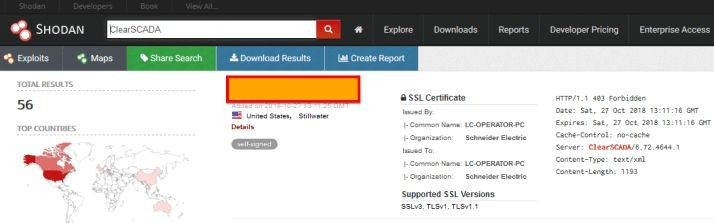 Shodan Developers Book View All...
SHODAN ClearSCADA Explore Downloads Reports Developer Pricing Enterprise Access
Exploits Maps Share Search Download Results Create Report
TOTAL RESULTS
56
TOP COUNTRIES
Added on 2018-10-27 13:11:25 GMT
United States, Stillwater
Details
self-signed
SSL Certificate
Issued By:
|- Common Name: LC-OPERATOR-PC
|- Organization: Schneider Electric
Issued To:
|- Common Name: LC-OPERATOR-PC
|- Organization: Schneider Electric
Supported SSL Versions
SSLv3, TLSv1, TLSv1.1
HTTP/1.1 403 Forbidden
Date: Sat, 27 Oct 2018 13:11:16 GMT
Expires: Sat, 27 Oct 2018 13:11:16 GMT
Cache-Control: no-cache
Server: ClearSCADA/6.72.4644.1
Content-Type: text/xml
Content-Length: 1193